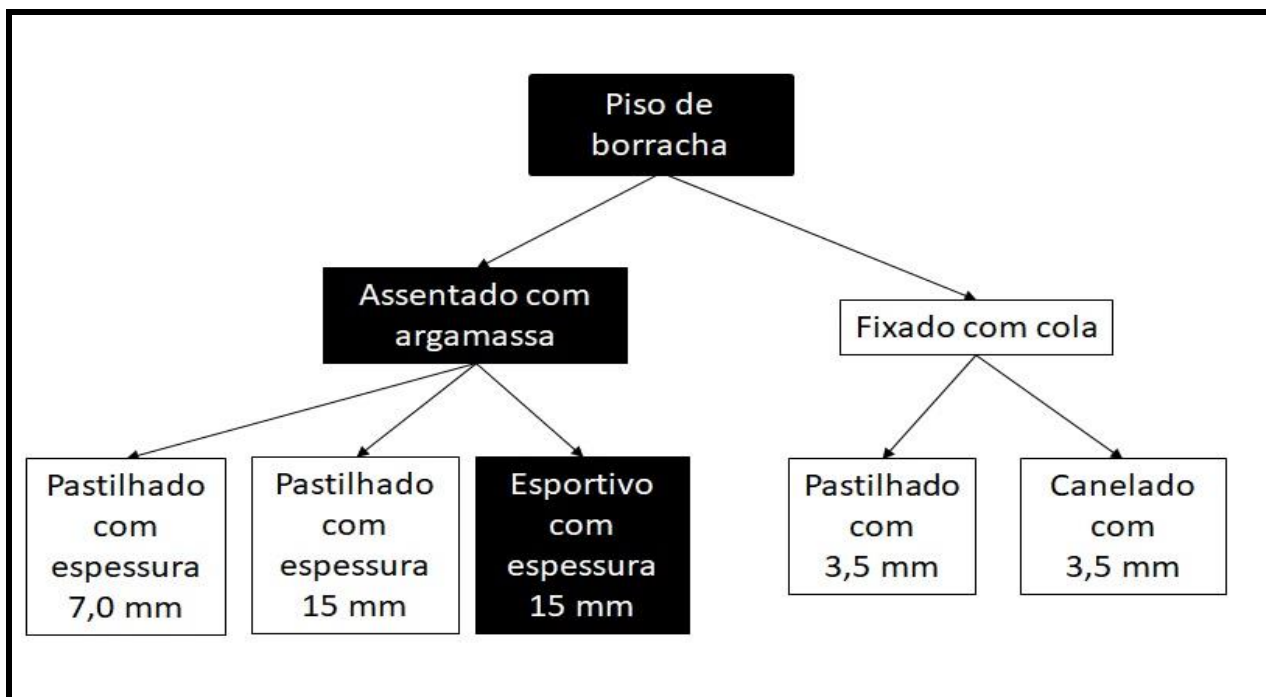 Piso de
borracha
Assentado com
argamassa
Fixado com cola
Pastilhado
com
espessura
7,0 mm
Pastilhado
com
espessura
15 mm
Esportivo
com
espessura
15 mm
Pastilhado
com
3,5 mm
Canelado
com
3,5 mm